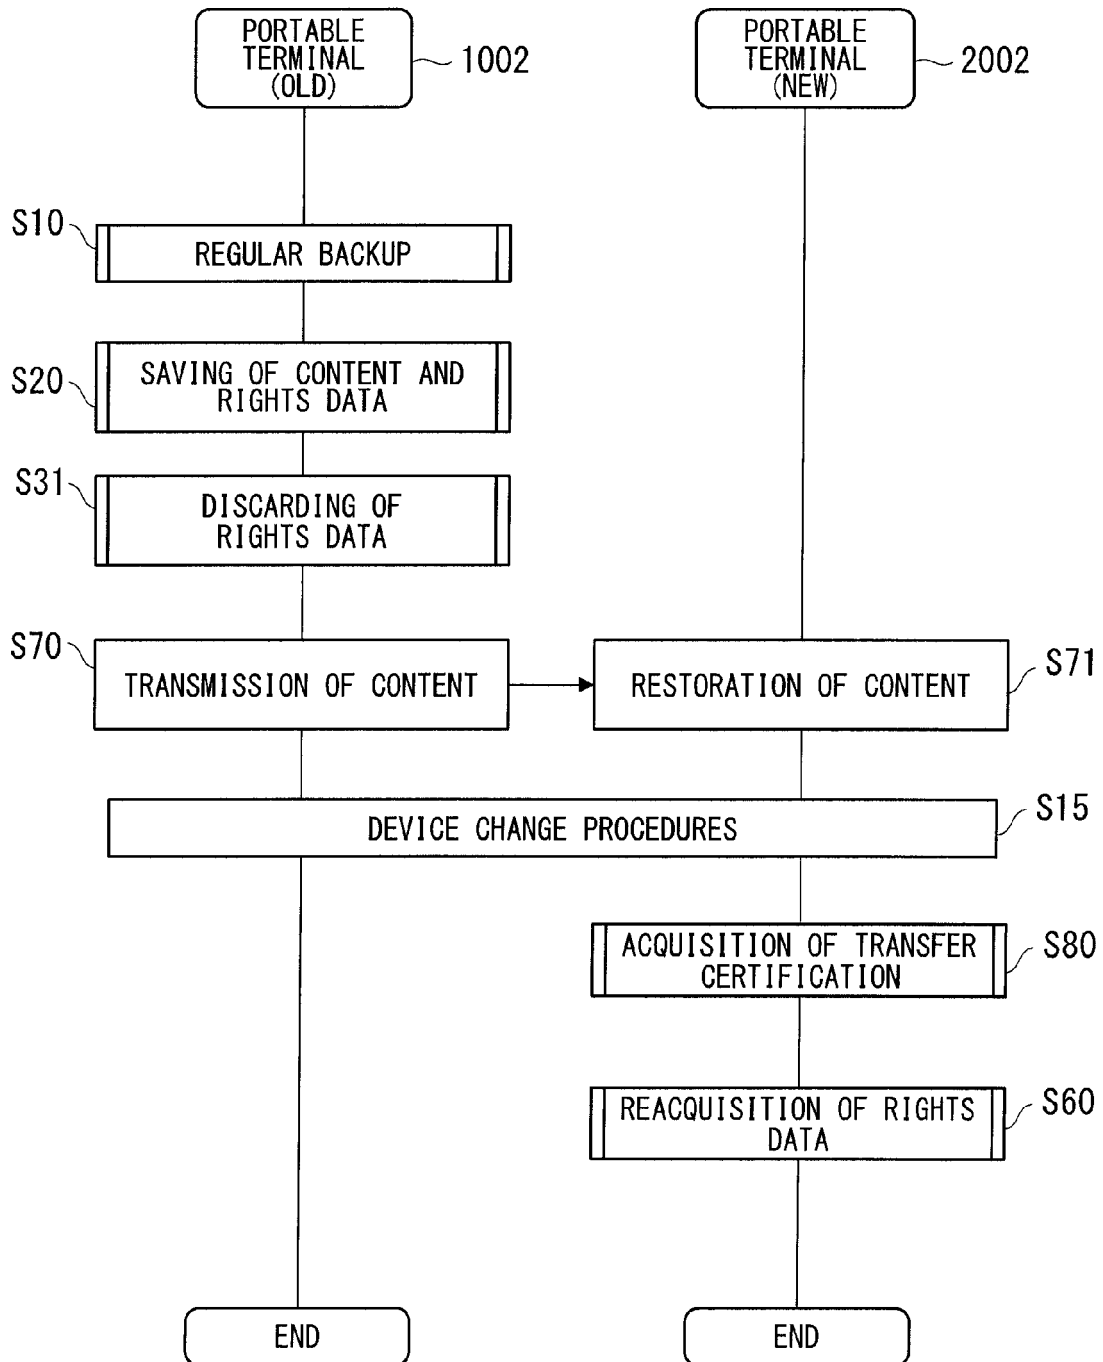 PORTABLE
TERMINAL
(OLD)
1002
PORTABLE
TERMINAL
(NEW)
2002
S10
REGULAR BACKUP
S20
SAVING OF CONTENT AND
RIGHTS DATA
S31
DISCARDING OF
RIGHTS DATA
S70
TRANSMISSION OF CONTENT
RESTORATION OF CONTENT
S71
DEVICE CHANGE PROCEDURES
S15
ACQUISITION OF TRANSFER
CERTIFICATION
S80
REACQUISITION OF RIGHTS
DATA
S60
END
END